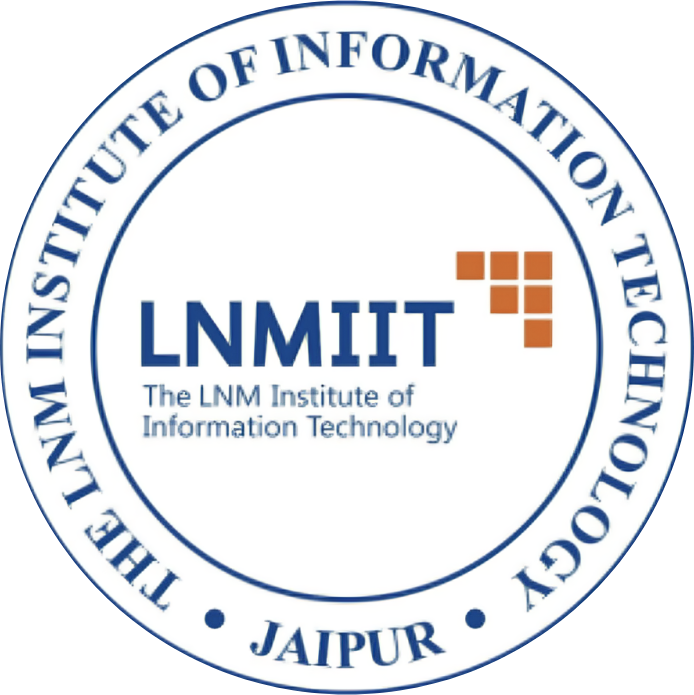 THE LNM INSTITUTE OF INFORMATION TECHNOLOGY
LNMIIT
The LNM Institute of
Information Technology
• JAIPUR •